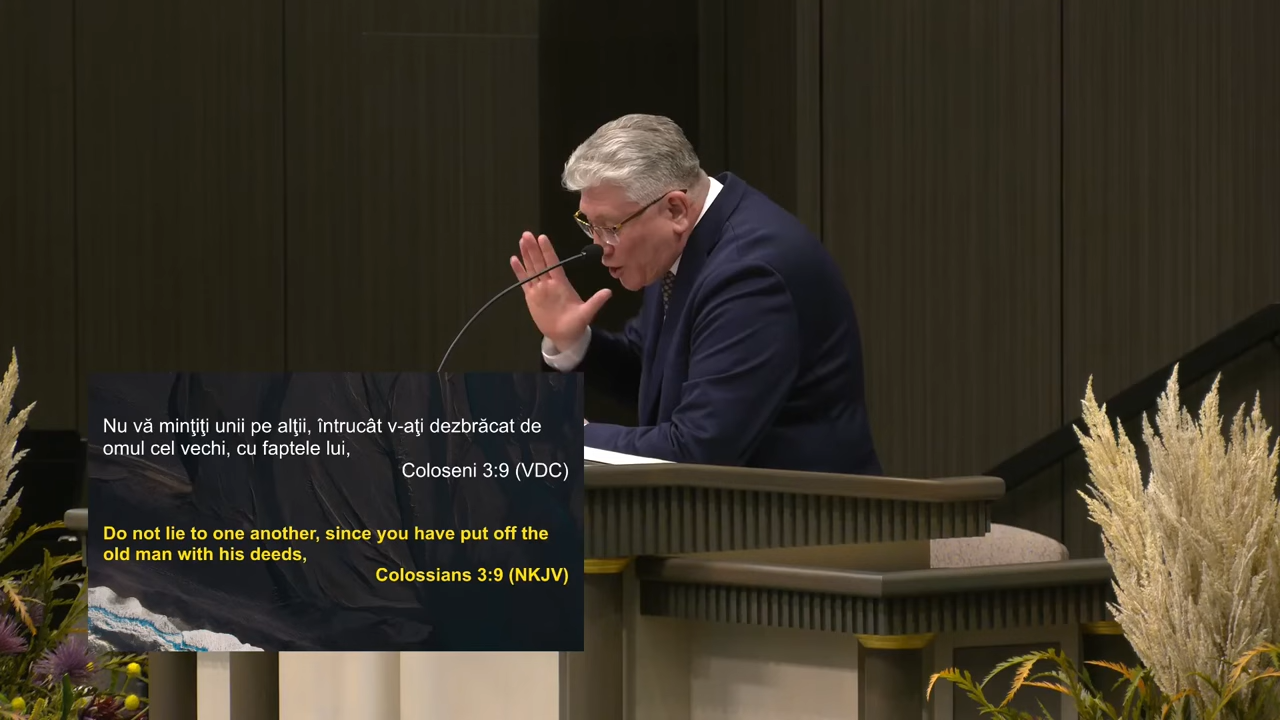 Nu vă minţiţi unii pe alţii, întrucât v-aţi dezbrăcat de
omul cel vechi, cu faptele lui,
Coloseni 3:9 (VDC)
Do not lie to one another, since you have put off the
old man with his deeds,
Colossians 3:9 (NKJV)